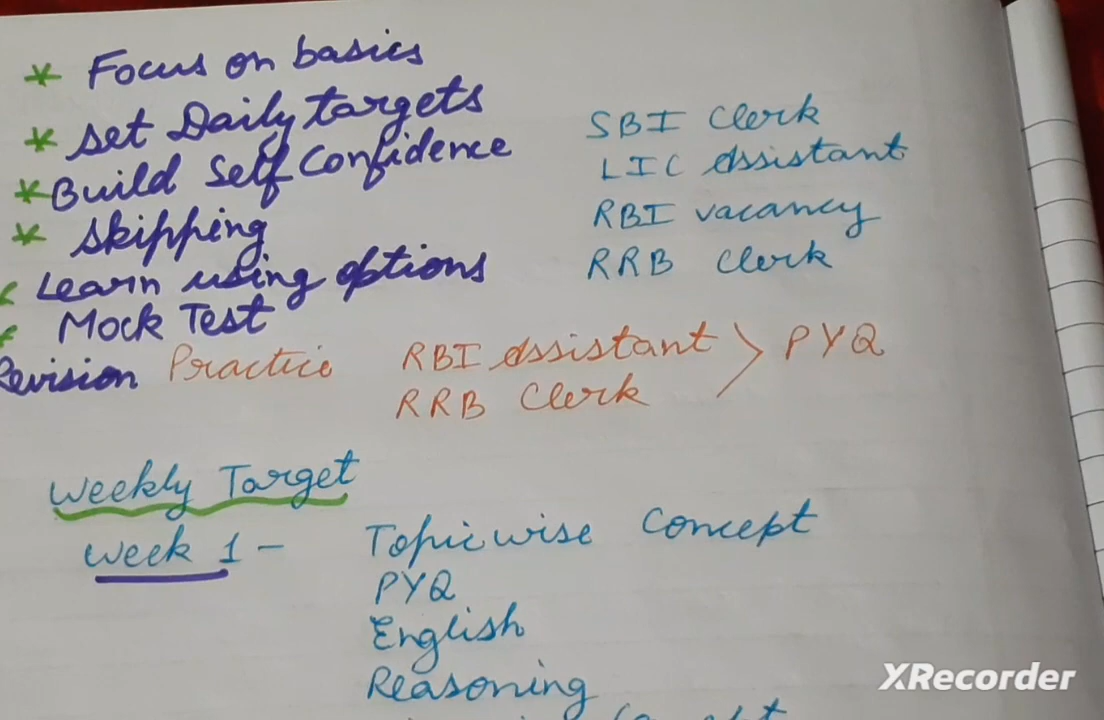 * Focus on basics
* Set Daily targets
* Build Self Confidence
* Skipping
* Learn using options
* Mock Test
Revision Practice
SBI Clerk
LIC Assistant
RBI vacancy
RRB Clerk
RBI Assistant > PYQ
RRB Clerk
Weekly Target
Week 1 - Topicwise Concept
PYQ
English
Reasoning
XRecorder